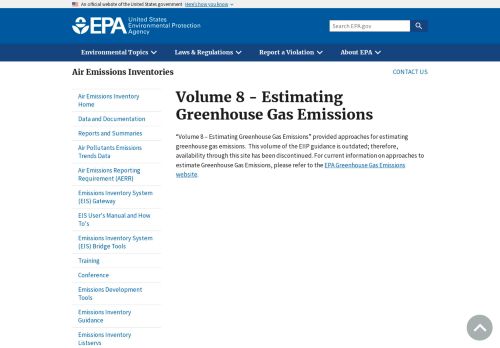 An official website of the United States government Here's how you know
EPA United States
Environmental Protection
Agency
Search EPA.gov
Environmental Topics Laws & Regulations Report a Violation About EPA
Air Emissions Inventories
CONTACT US
Air Emissions Inventory
Home
Data and Documentation
Reports and Summaries
Air Pollutants Emissions
Trends Data
Air Emissions Reporting
Requirement (AERR)
Emissions Inventory System
(EIS) Gateway
EIS User's Manual and How
To's
Emissions Inventory System
(EIS) Bridge Tools
Training
Conference
Emissions Development
Tools
Emissions Inventory
Guidance
Emissions Inventory
Listservs
Volume 8 - Estimating
Greenhouse Gas Emissions
“Volume 8 – Estimating Greenhouse Gas Emissions” provided approaches for estimating
greenhouse gas emissions. This volume of the EIIP guidance is outdated; therefore,
availability through this site has been discontinued. For current information on approaches to
estimate Greenhouse Gas Emissions, please refer to the EPA Greenhouse Gas Emissions
website.